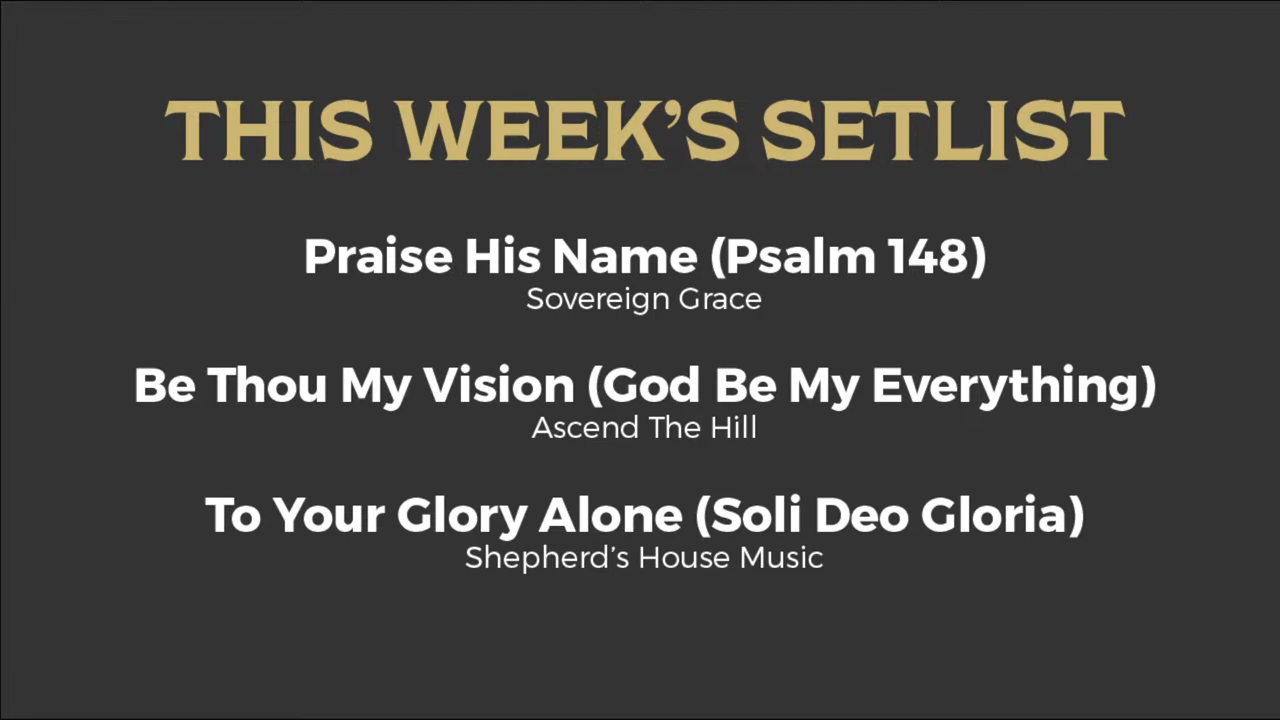 THIS WEEK’S SETLIST
Praise His Name (Psalm 148)
Sovereign Grace
Be Thou My Vision (God Be My Everything)
Ascend The Hill
To Your Glory Alone (Soli Deo Gloria)
Shepherd’s House Music